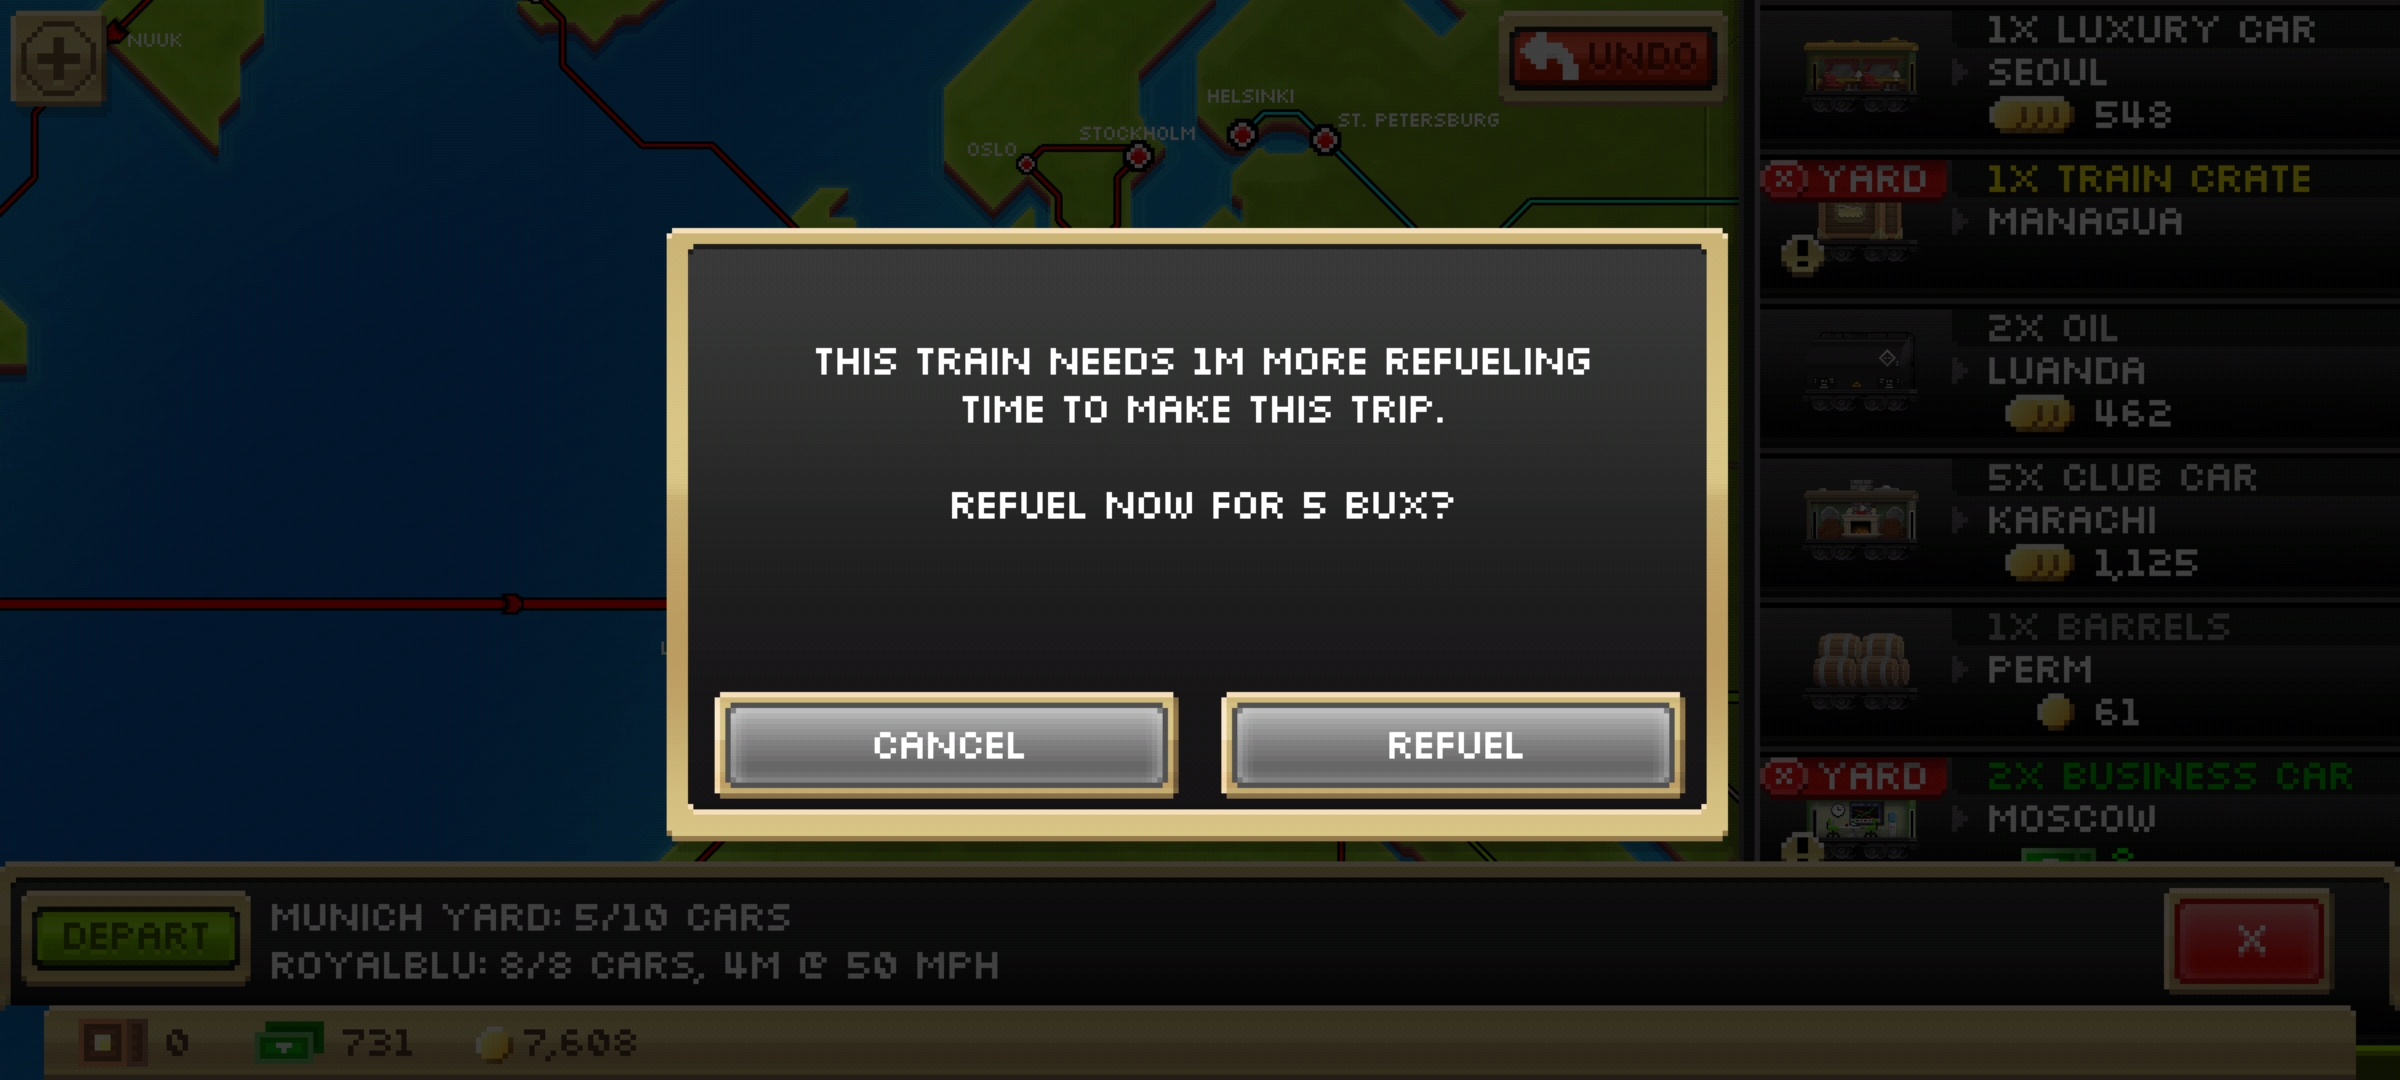 NUUK
UNDO
HELSINKI
ST. PETERSBURG
STOCKHOLM
OSLO
THIS TRAIN NEEDS 1M MORE REFUELING
TIME TO MAKE THIS TRIP.
REFUEL NOW FOR 5 BUX?
CANCEL
REFUEL
1X LUXURY CAR
SEOUL
548
YARD
1X TRAIN CRATE
MANAGUA
2X OIL
LUANDA
462
5X CLUB CAR
KARACHI
1,125
1X BARRELS
PERM
61
YARD
2X BUSINESS CAR
MOSCOW
DEPART
MUNICH YARD: 5/10 CARS
ROYALBLU: 8/8 CARS, 4M @ 50 MPH
X
0
731
7,608